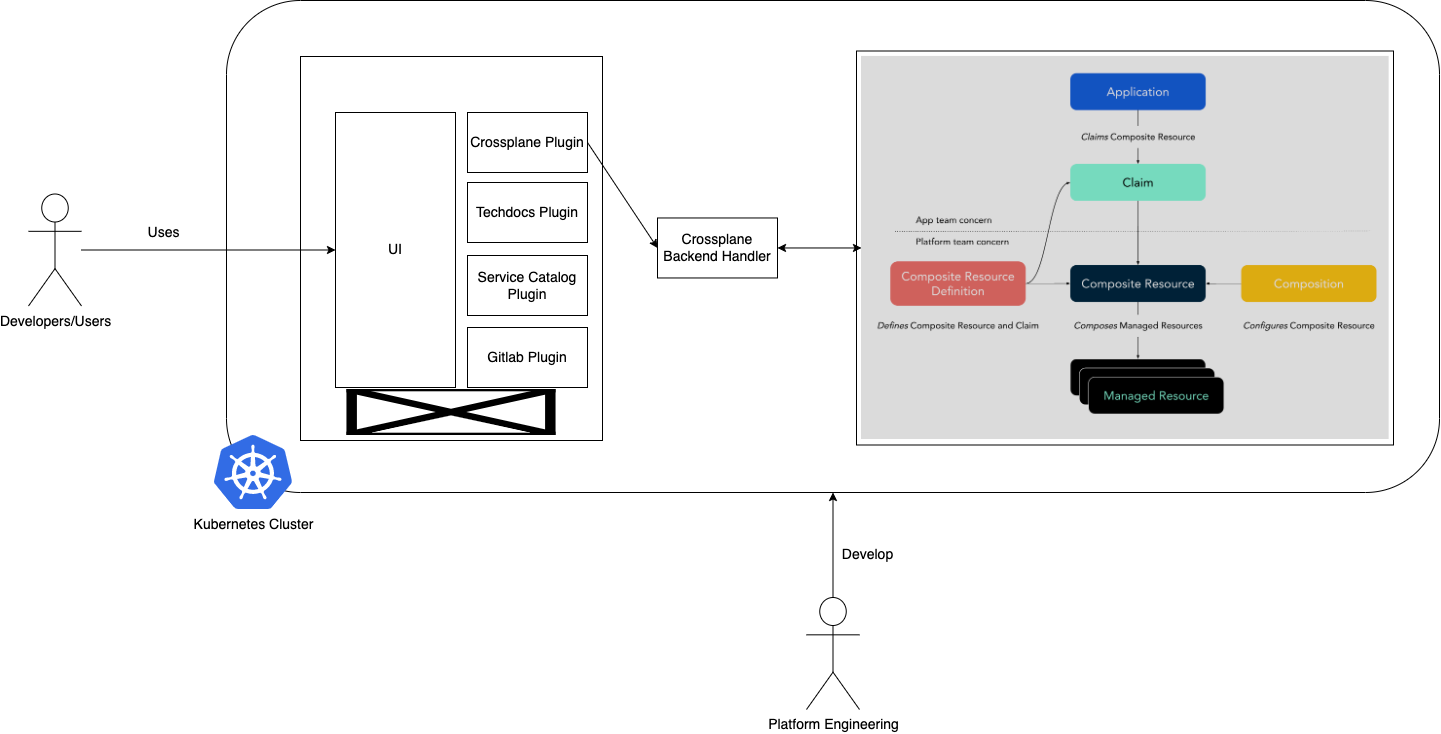 Developers/Users
Uses
UI
Crossplane Plugin
Techdocs Plugin
Service Catalog
Plugin
Gitlab Plugin
Kubernetes Cluster
Crossplane
Backend Handler
Application
Claims Composite Resource
Claim
App team concern
Platform team concern
Composite Resource
Definition
Composite Resource
Composition
Defines Composite Resource and Claim
Composes Managed Resources
Configures Composite Resource
Managed Resource
Develop
Platform Engineering